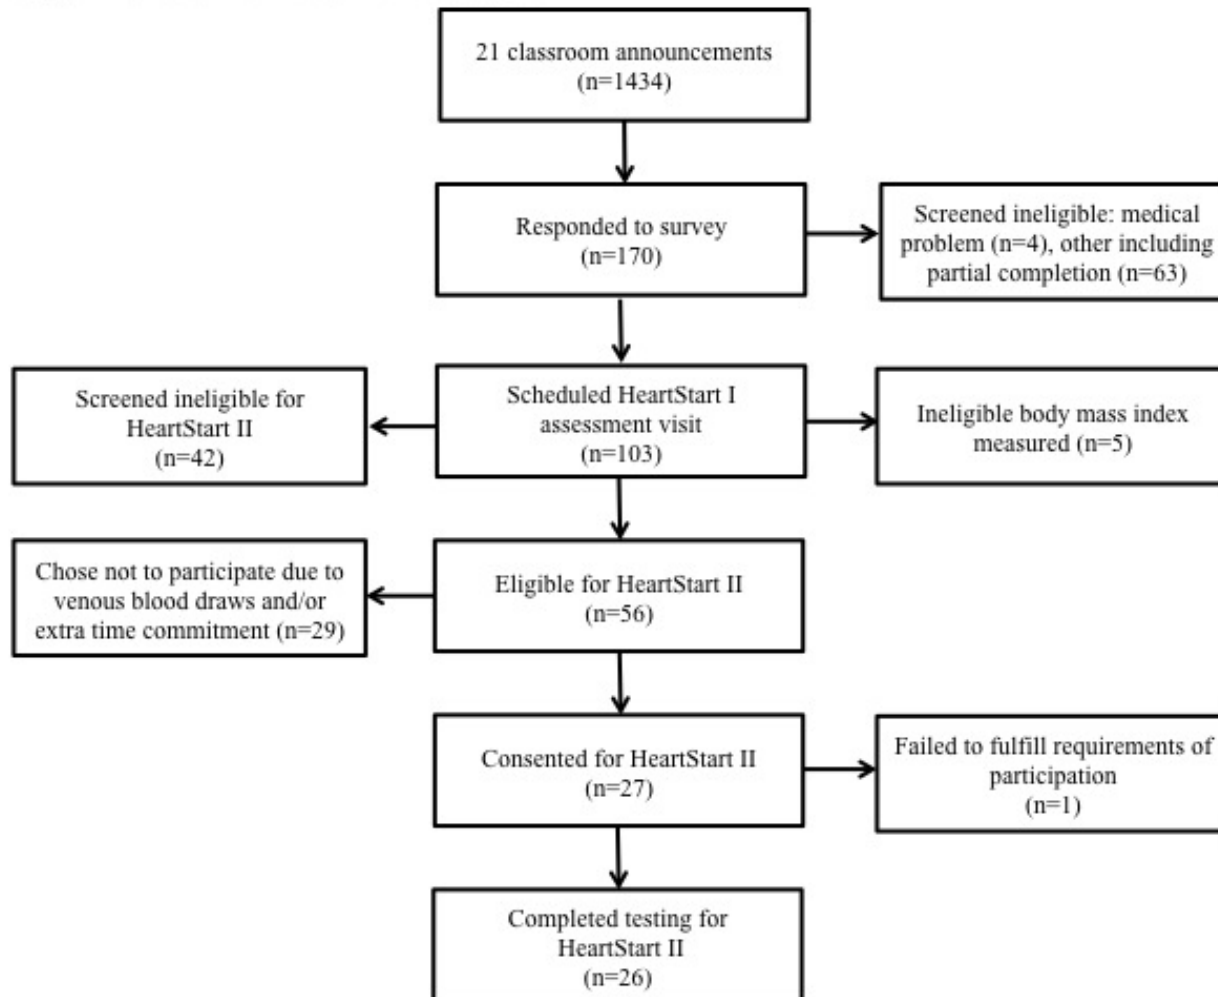 21 classroom announcements
(n=1434)
Responded to survey
(n=170)
Screened ineligible: medical
problem (n=4), other including
partial completion (n=63)
Screened ineligible for
HeartStart II
(n=42)
Scheduled HeartStart I
assessment visit
(n=103)
Ineligible body mass index
measured (n=5)
Chose not to participate due to
venous blood draws and/or
extra time commitment (n=29)
Eligible for HeartStart II
(n=56)
Consented for HeartStart II
(n=27)
Failed to fulfill requirements of
participation
(n=1)
Completed testing for
HeartStart II
(n=26)